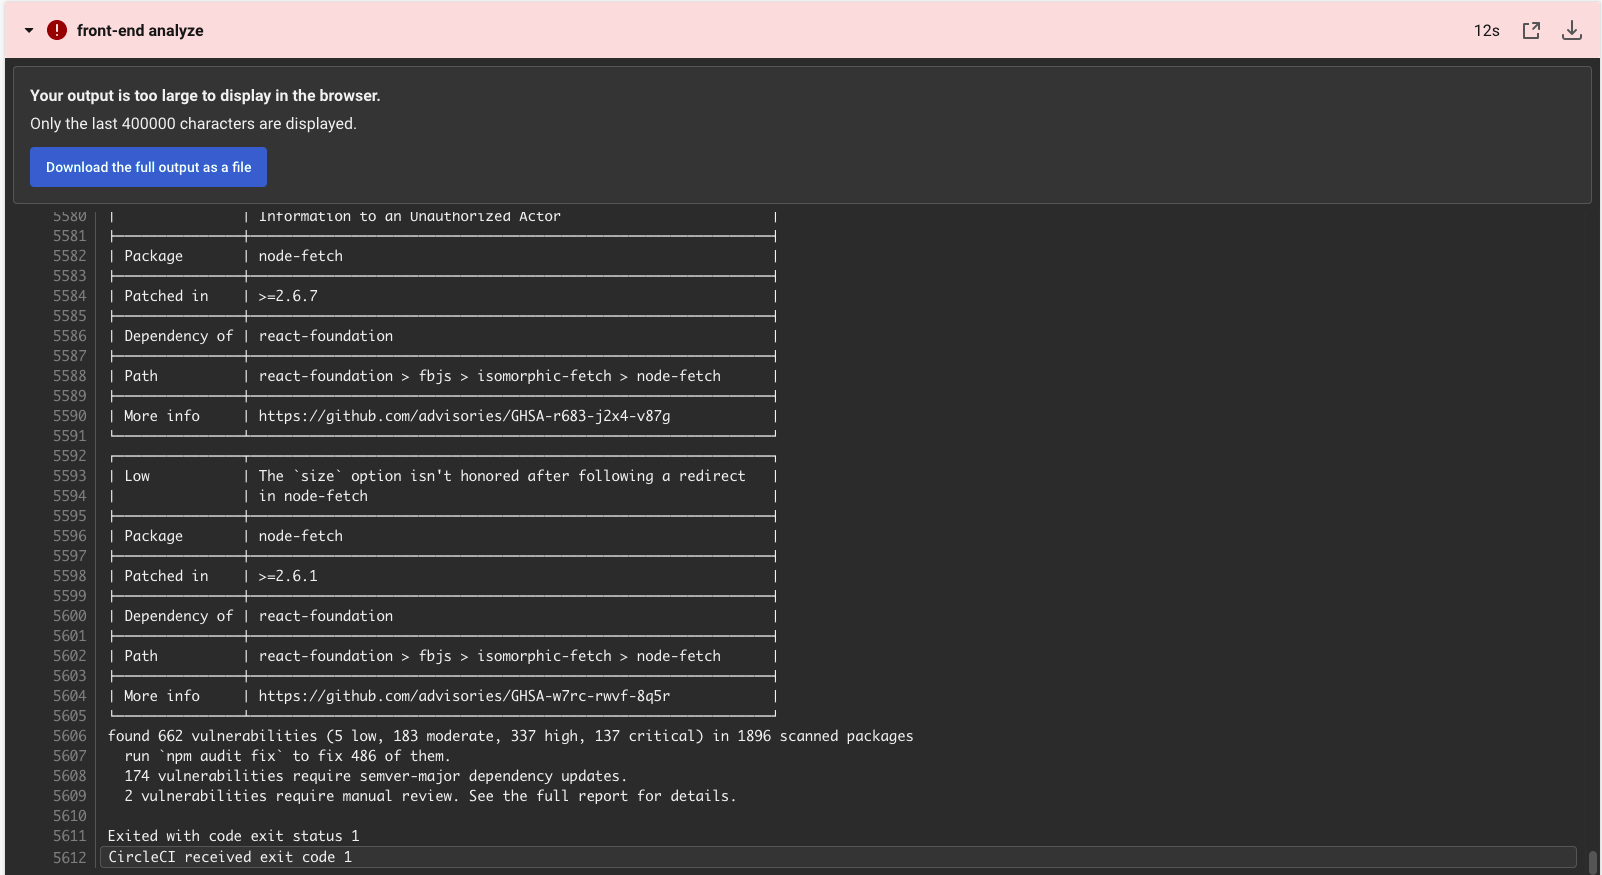 front-end analyze
12s
Your output is too large to display in the browser.
Only the last 400000 characters are displayed.
Download the full output as a file
5580 | | Information to an Unauthorized Actor |
5581
5582 | Package | node-fetch |
5583
5584 | Patched in | >=2.6.7 |
5585
5586 | Dependency of | react-foundation |
5587
5588 | Path | react-foundation > fbjs > isomorphic-fetch > node-fetch |
5589
5590 | More info | https://github.com/advisories/GHSA-r683-j2x4-v87g |
5591
5592
5593 | Low | The `size` option isn't honored after following a redirect |
5594 | | in node-fetch |
5595
5596 | Package | node-fetch |
5597
5598 | Patched in | >=2.6.1 |
5599
5600 | Dependency of | react-foundation |
5601
5602 | Path | react-foundation > fbjs > isomorphic-fetch > node-fetch |
5603
5604 | More info | https://github.com/advisories/GHSA-w7rc-rwvf-8q5r |
5605
5606 found 662 vulnerabilities (5 low, 183 moderate, 337 high, 137 critical) in 1896 scanned packages
5607 run `npm audit fix` to fix 486 of them.
5608 174 vulnerabilities require semver-major dependency updates.
5609 2 vulnerabilities require manual review. See the full report for details.
5610
5611 Exited with code exit status 1
5612 CircleCI received exit code 1